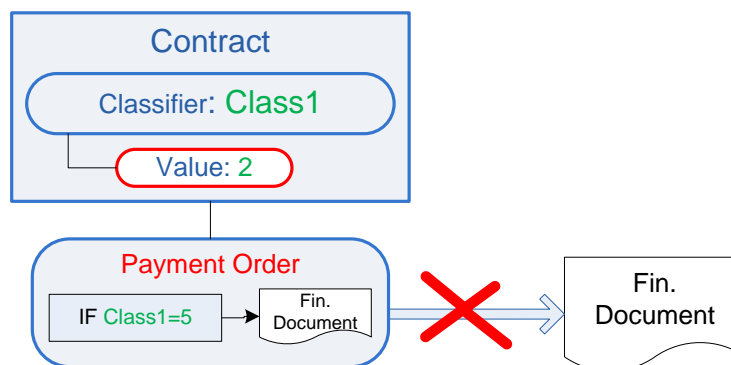 Contract
Classifier: Class1
Value: 2
Payment Order
IF Class1=5
Fin.
Document
Fin.
Document